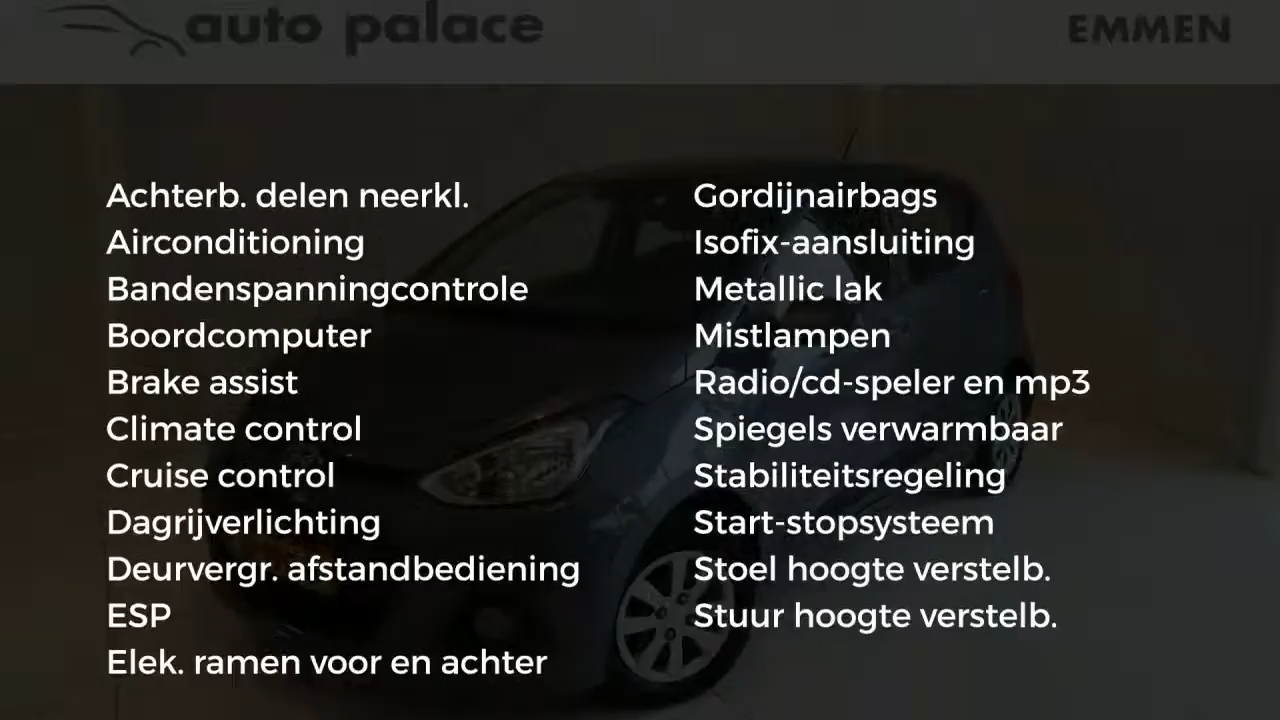 auto palace
EMMEN
Achterb. delen neerkl.
Airconditioning
Bandenspanningcontrole
Boordcomputer
Brake assist
Climate control
Cruise control
Dagrijverlichting
Deurvergr. afstandbediening
ESP
Elek. ramen voor en achter
Gordijnairbags
Isofix-aansluiting
Metallic lak
Mistlampen
Radio/cd-speler en mp3
Spiegels verwarmbaar
Stabiliteitsregeling
Start-stopsysteem
Stoel hoogte verstelb.
Stuur hoogte verstelb.